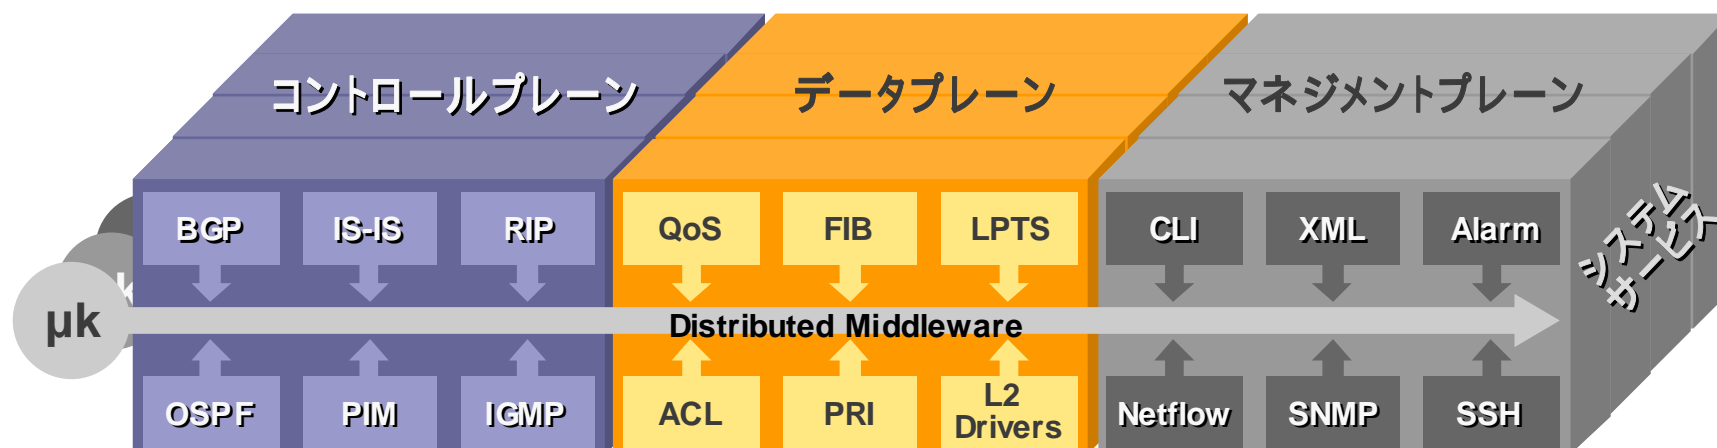 コントロールプレーン
データプレーン
マネジメントプレーン
システム
サービス
BGP
IS-IS
RIP
QoS
FIB
LPTS
CLI
XML
Alarm
k
µk
Distributed Middleware
OSPF
PIM
IGMP
ACL
PRI
L2
Drivers
Netflow
SNMP
SSH